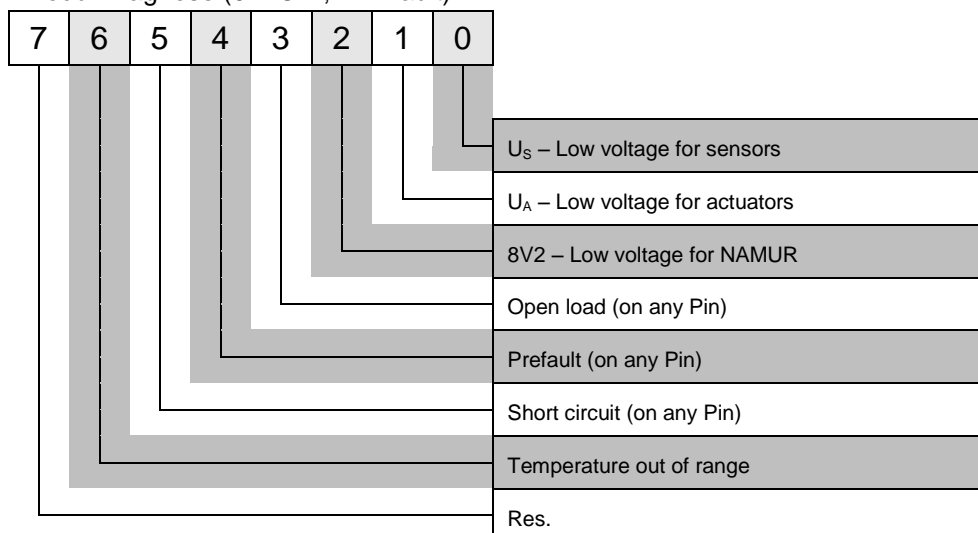 7 6 5 4 3 2 1 0
U_S – Low voltage for sensors
U_A – Low voltage for actuators
8V2 – Low voltage for NAMUR
Open load (on any Pin)
Prefault (on any Pin)
Short circuit (on any Pin)
Temperature out of range
Res.